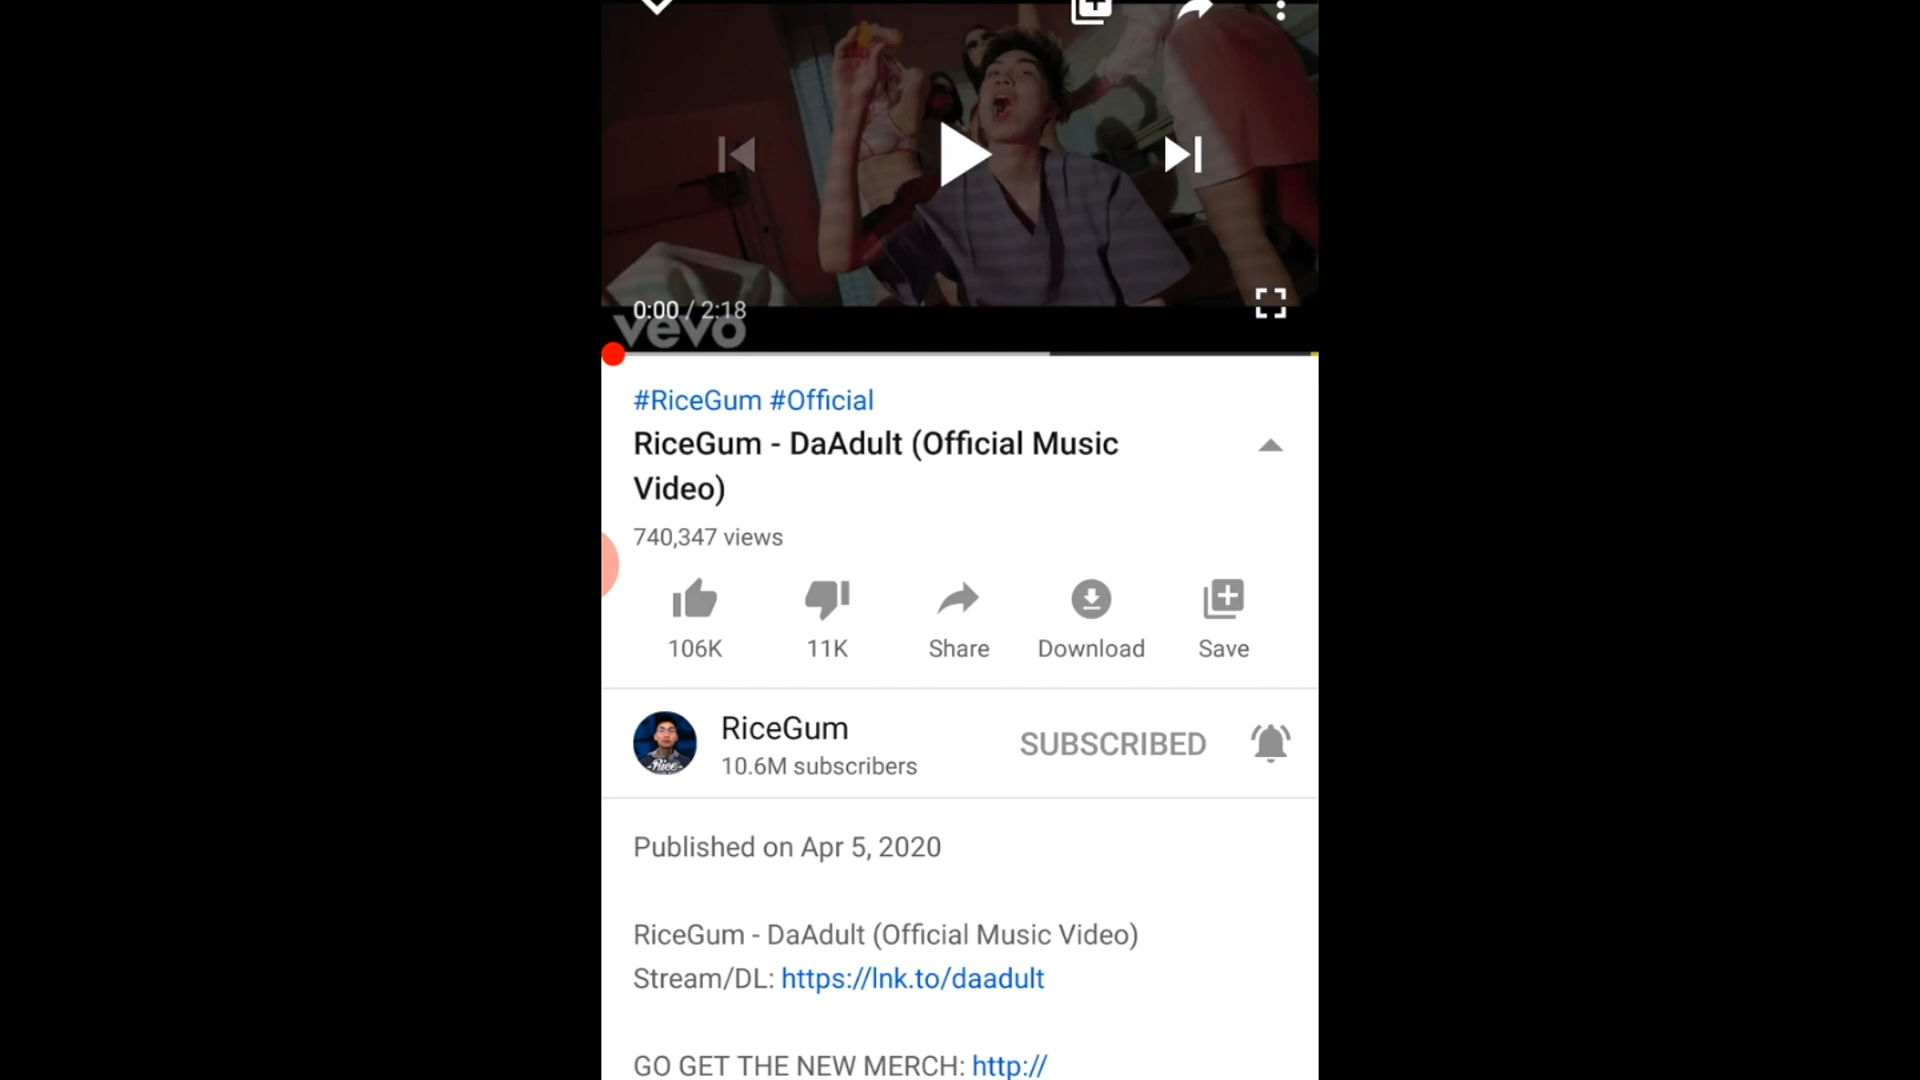 0:00 / 2:18
vevo
#RiceGum #Official
RiceGum - DaAdult (Official Music
Video)
740,347 views
106K
11K
Share
Download
Save
Rice
RiceGum
10.6M subscribers
SUBSCRIBED
Published on Apr 5, 2020
RiceGum - DaAdult (Official Music Video)
Stream/DL: https://lnk.to/daadult
GO GET THE NEW MERCH: http://